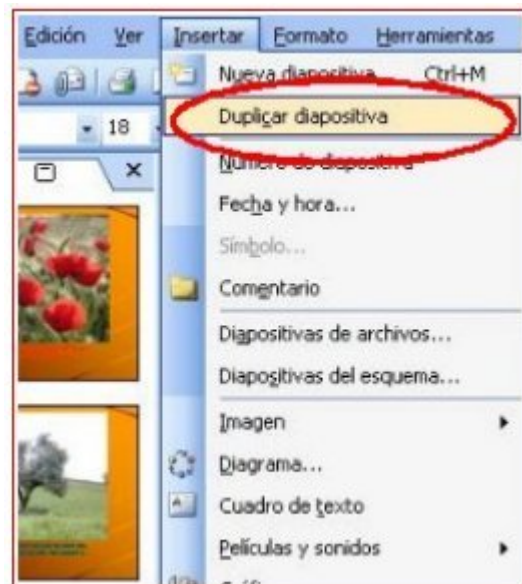 Edición Ver Insertar Formato Herramientas
18
Nueva diapositiva Ctrl+M
Duplicar diapositiva
Número de diapositiva
Fecha y hora...
Símbolo...
Comentario
Diapositivas de archivos...
Diapositivas del esquema...
Imagen
Diagrama...
Cuadro de texto
Películas y sonidos